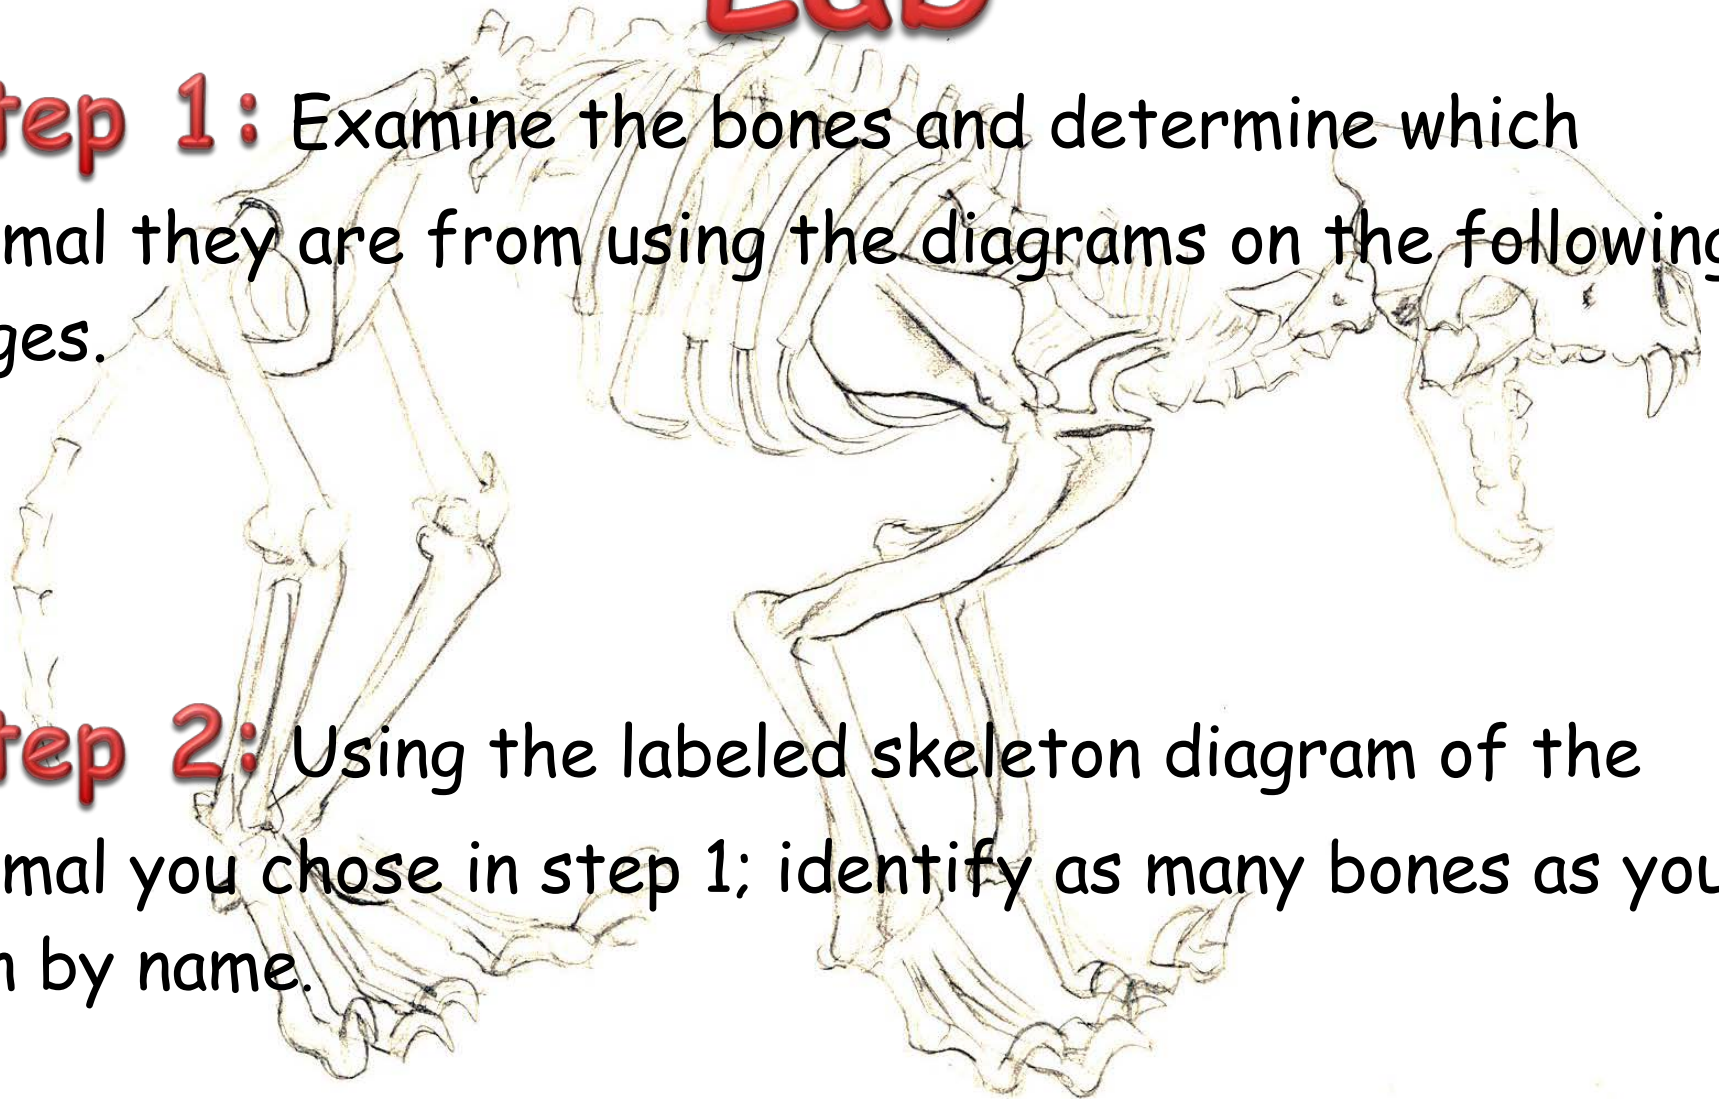 Lab
tep 1: Examine the bones and determine which
mal they are from using the diagrams on the following
ges.
tep 2: Using the labeled skeleton diagram of the
mal you chose in step 1; identify as many bones as you
n by name.